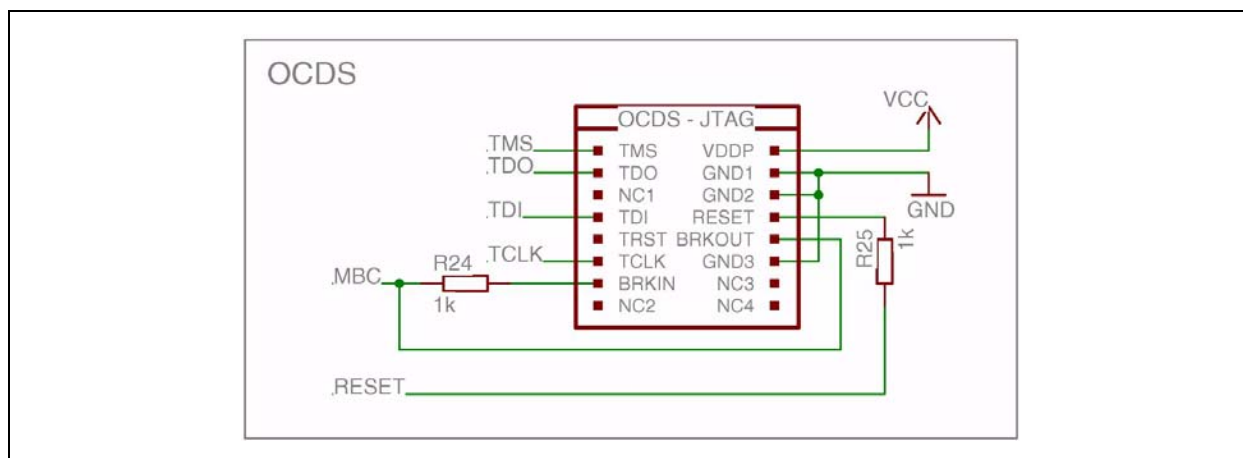 OCDS
VCC
OCDS - JTAG
.TMS TMS VDDP
.TDO TDO GND1
NC1 GND2 GND
.TDI TDI RESET
TRST BRKOUT R25 1k
.TCLK TCLK GND3
.MBC R24 BRKIN NC3
1k NC2 NC4
.RESET